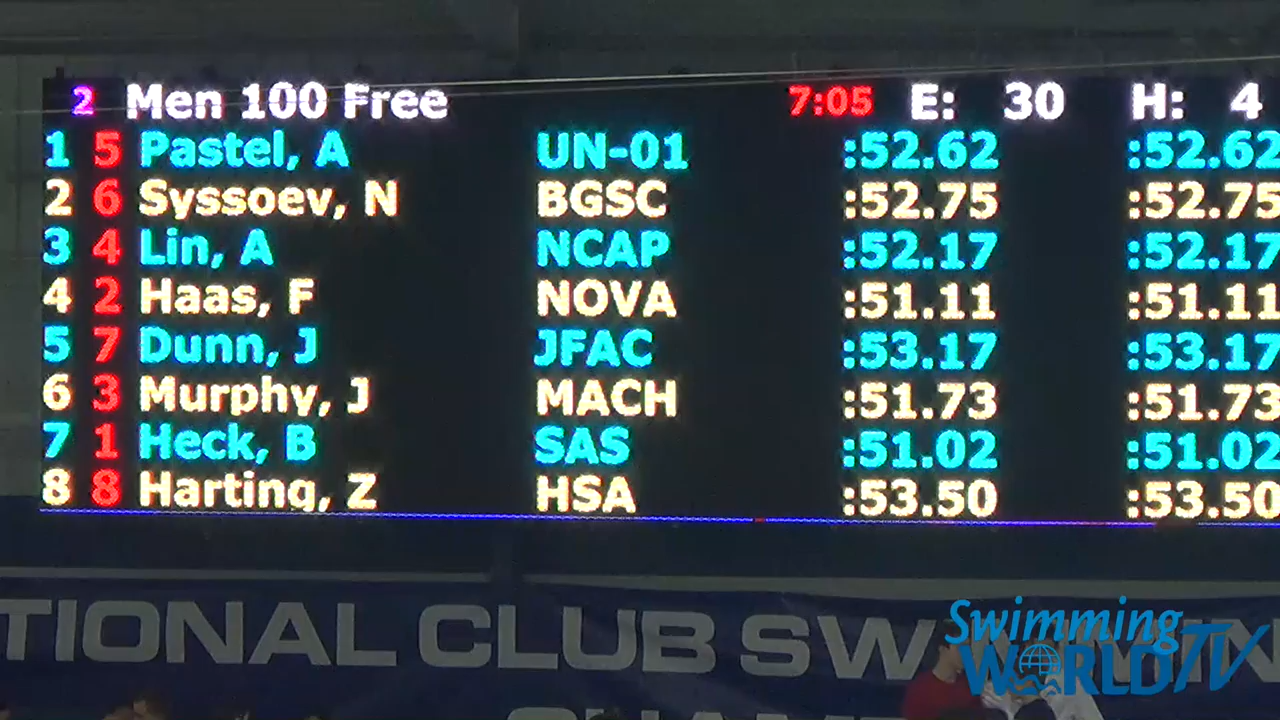 2 Men 100 Free 7:05 E: 30 H: 4
1 5 Pastel, A UN-01 :52.62 :52.62
2 6 Syssoev, N BGSC :52.75 :52.75
3 4 Lin, A NCAP :52.17 :52.17
4 2 Haas, F NOVA :51.11 :51.11
5 7 Dunn, J JFAC :53.17 :53.17
6 3 Murphy, J MACH :51.73 :51.73
7 1 Heck, B SAS :51.02 :51.02
8 8 Harting, Z HSA :53.50 :53.50
TIONAL CLUB SW
Swimming
WORLD TV